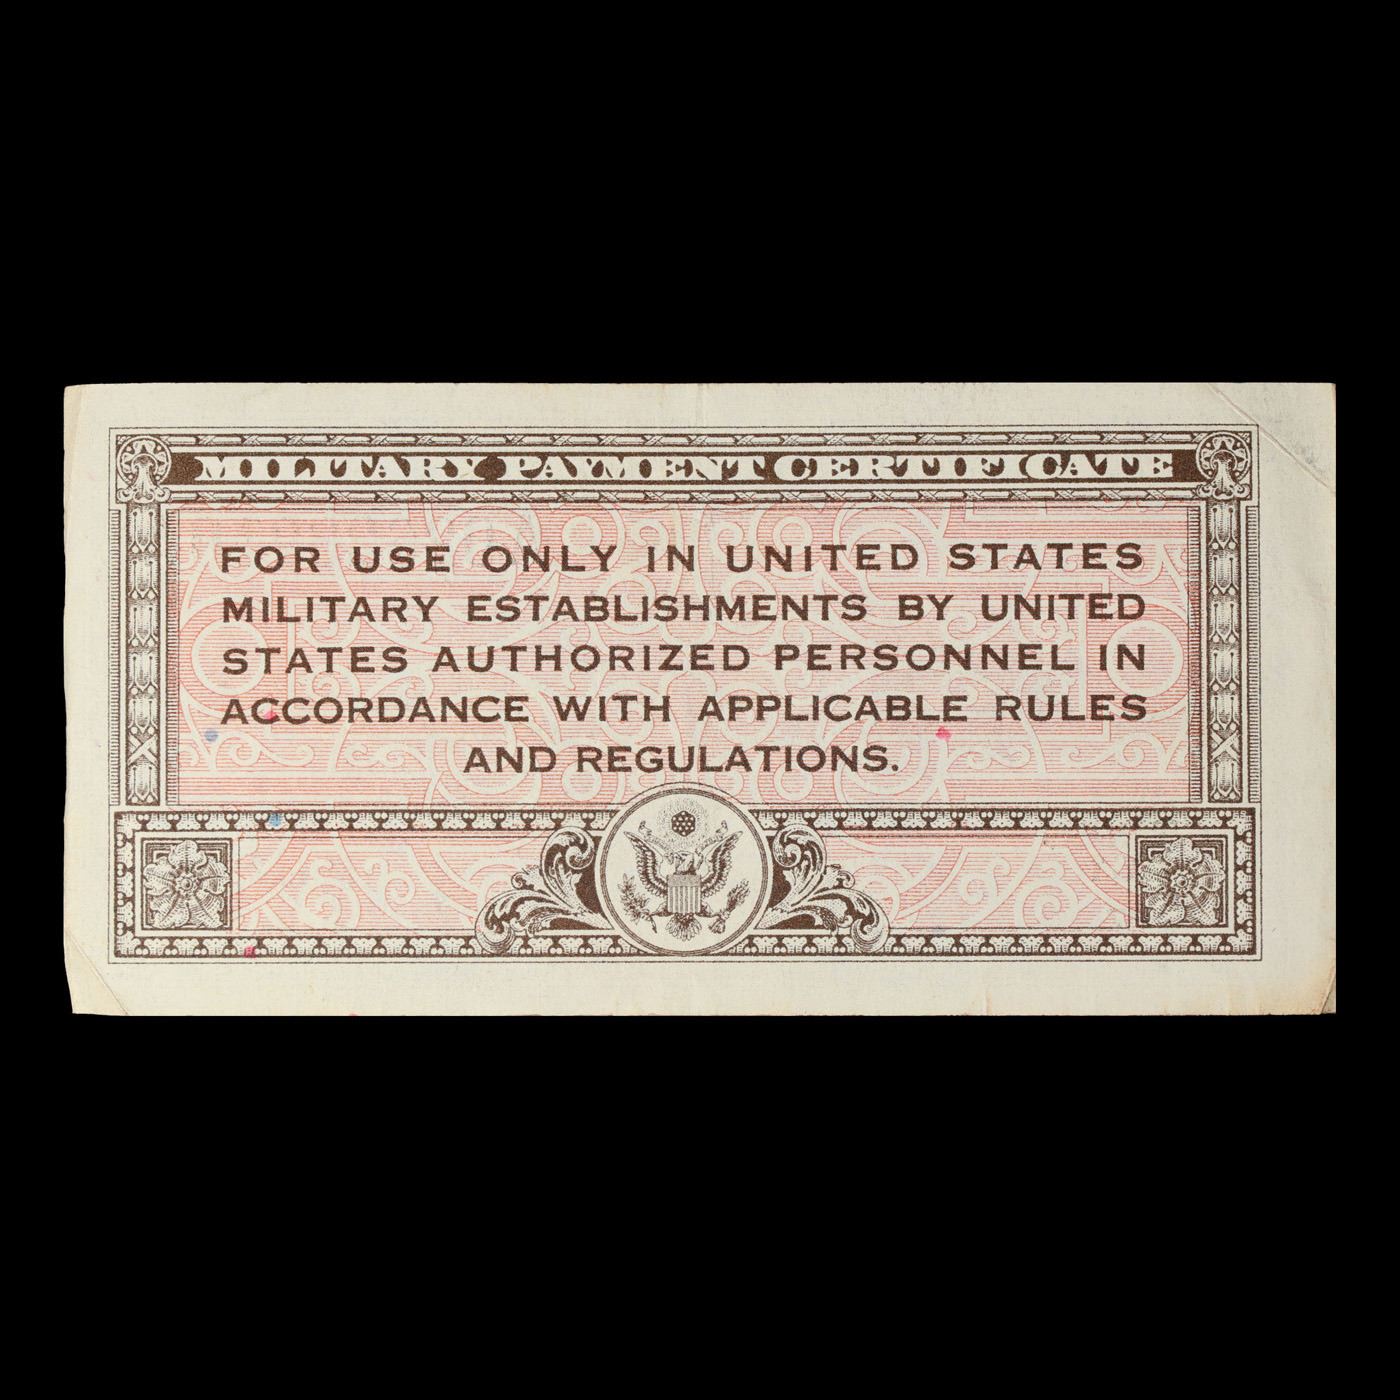 MILITARY PAYMENT CERTIFICATE
FOR USE ONLY IN UNITED STATES
MILITARY ESTABLISHMENTS BY UNITED
STATES AUTHORIZED PERSONNEL IN
ACCORDANCE WITH APPLICABLE RULES
AND REGULATIONS.